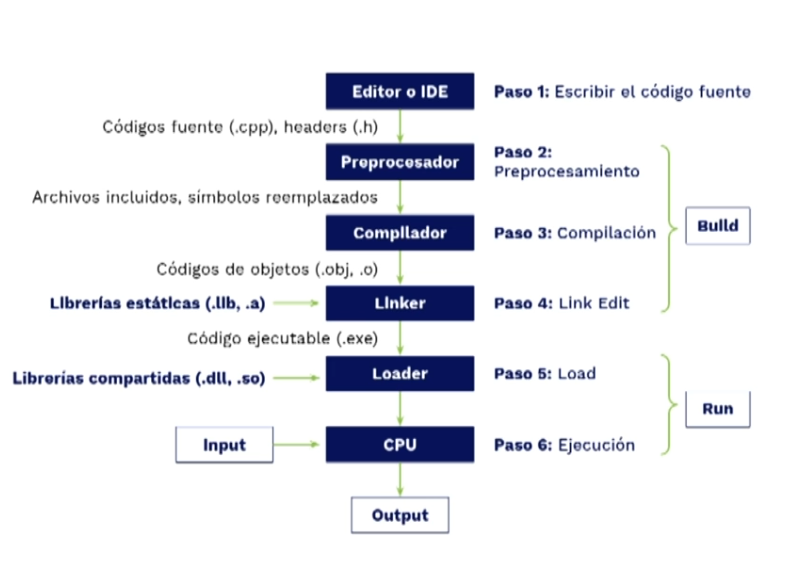 Editor o IDE
Paso 1: Escribir el código fuente
Códigos fuente (.cpp), headers (.h)
Preprocesador
Paso 2:
Preprocesamiento
Archivos incluidos, símbolos reemplazados
Compilador
Paso 3: Compilación
Build
Códigos de objetos (.obj, .o)
Librerías estáticas (.lib, .a)
Linker
Paso 4: Link Edit
Código ejecutable (.exe)
Librerías compartidas (.dll, .so)
Loader
Paso 5: Load
Run
Input
CPU
Paso 6: Ejecución
Output